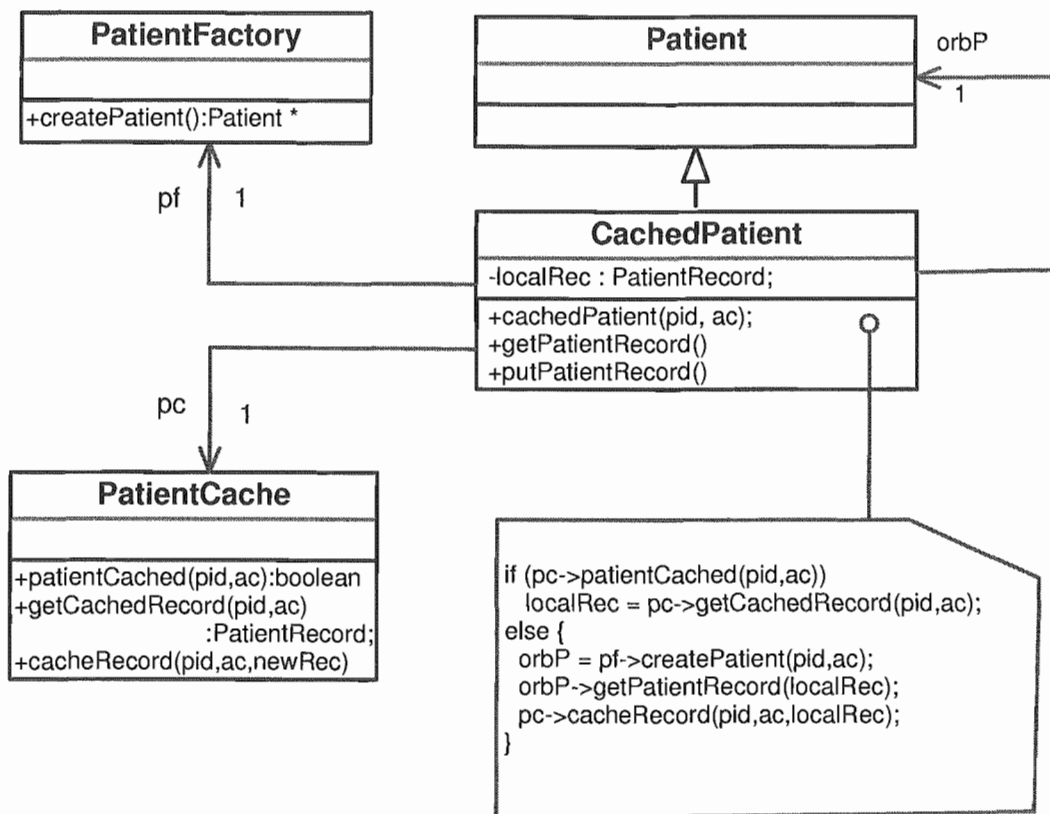 PatientFactory
+createPatient():Patient *
Patient
orbP
1
pf
1
CachedPatient
-localRec : PatientRecord;
+cachedPatient(pid, ac);
+getPatientRecord()
+putPatientRecord()
pc
1
PatientCache
+patientCached(pid,ac):boolean
+getCachedRecord(pid,ac)
:PatientRecord;
+cacheRecord(pid,ac,newRec)
if (pc->patientCached(pid,ac))
localRec = pc->getCachedRecord(pid,ac);
else {
orbP = pf->createPatient(pid,ac);
orbP->getPatientRecord(localRec);
pc->cacheRecord(pid,ac,localRec);
}